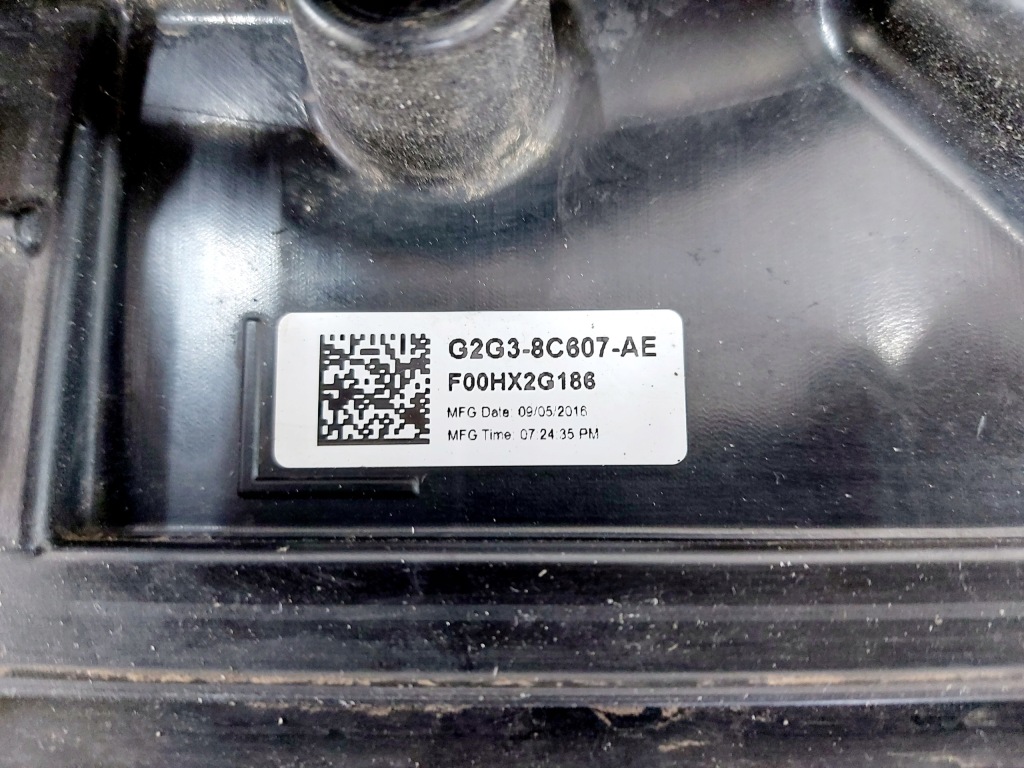 G2G3-8C607-AE
F00HX2G186
MFG Date: 09/05/2016
MFG Time: 07:24:35 PM